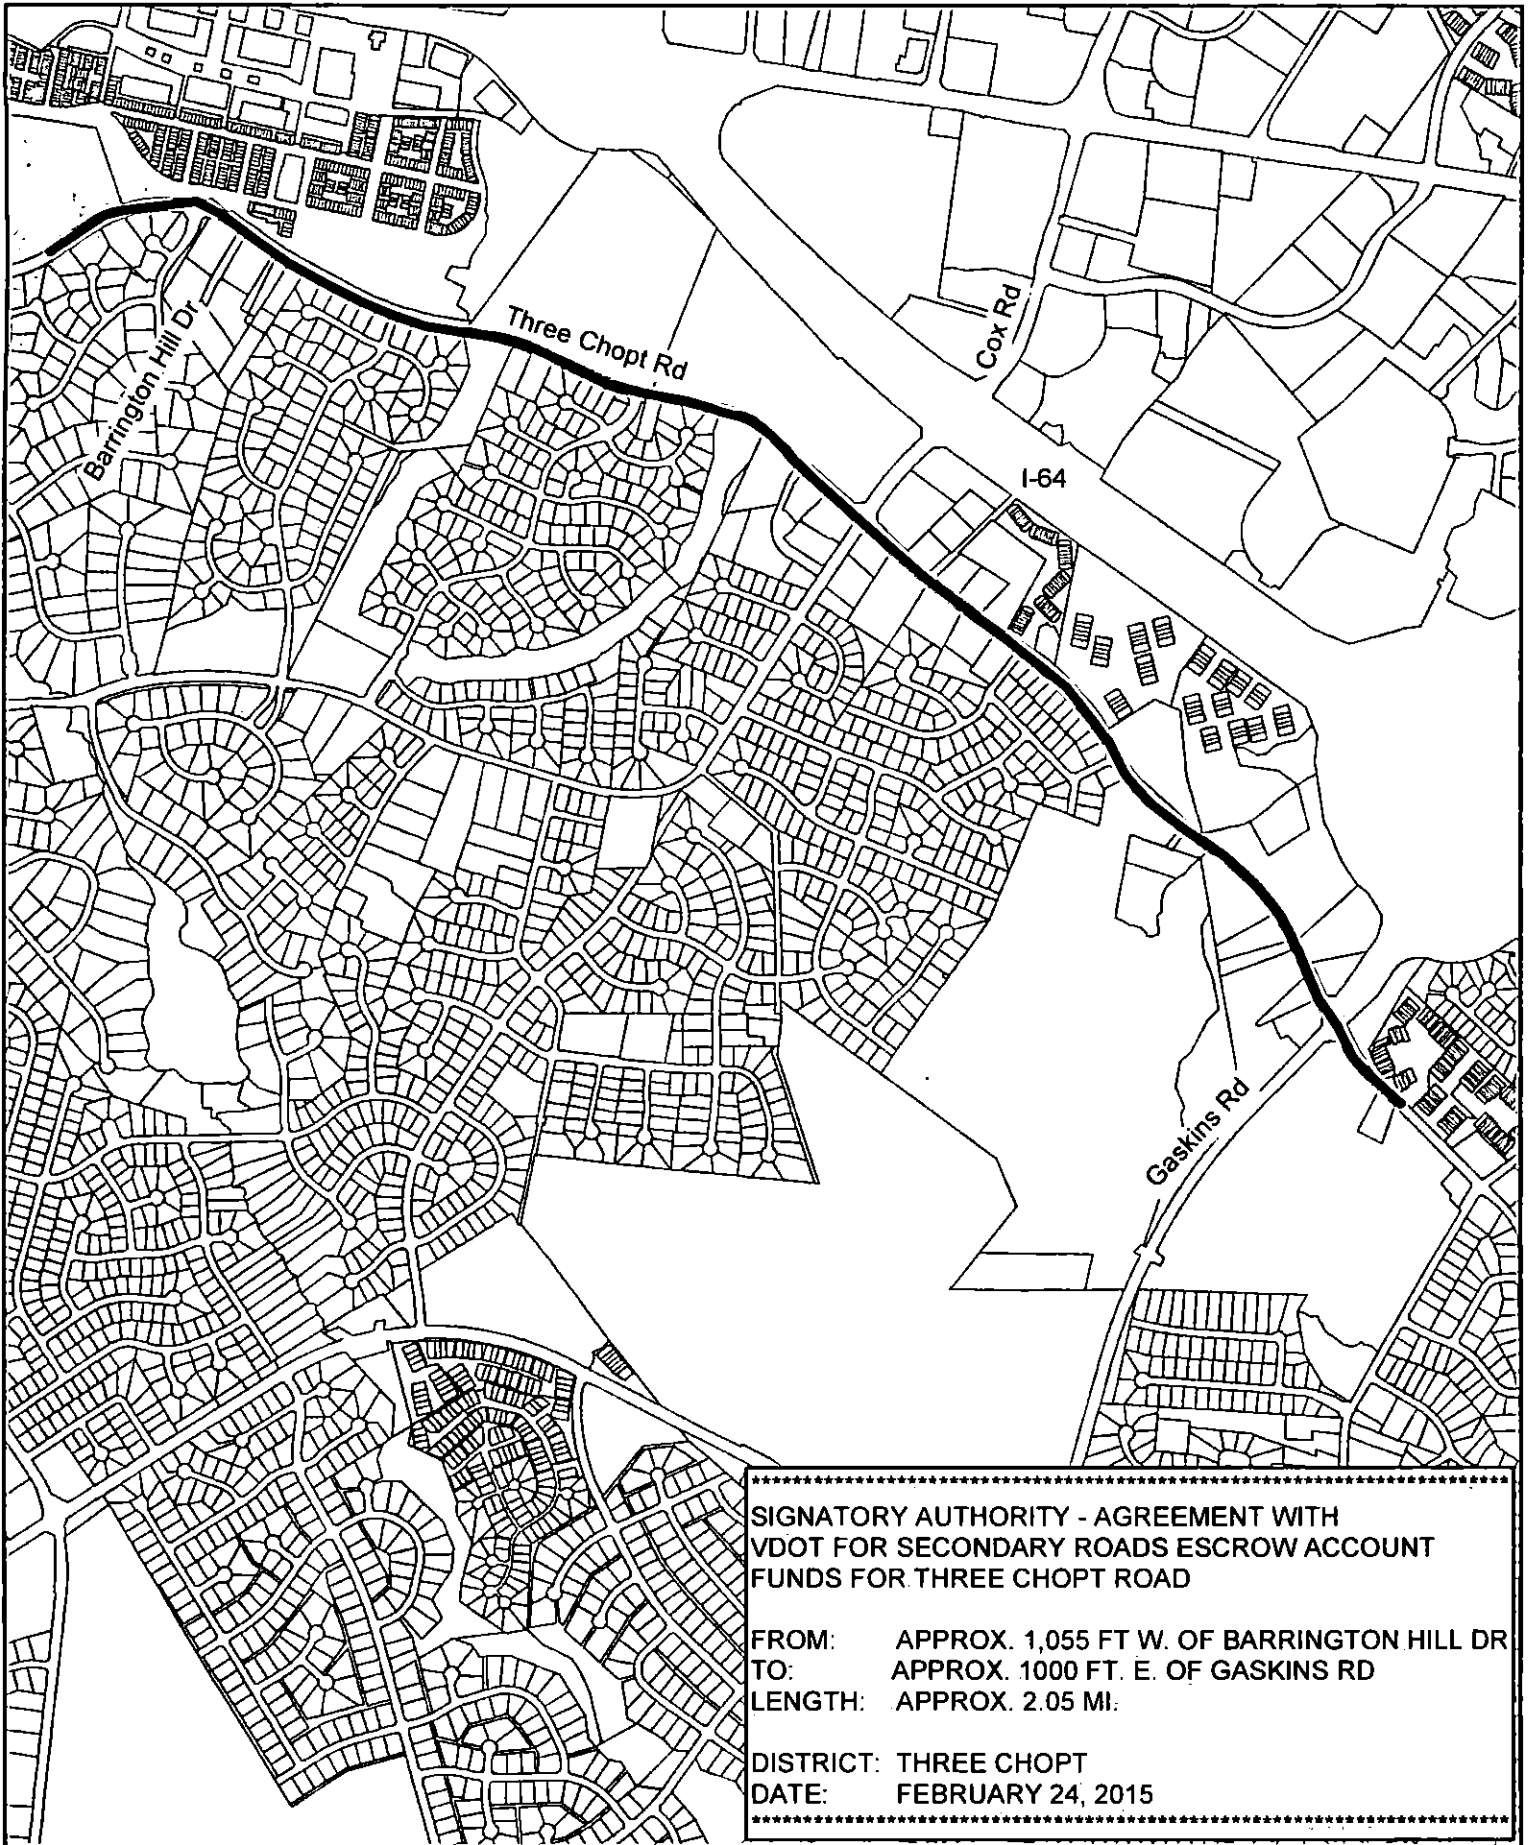 Three Chopt Rd
Barrington Hill Dr
Cox Rd
I-64
Gaskins Rd
************************************************************************
SIGNATORY AUTHORITY - AGREEMENT WITH
VDOT FOR SECONDARY ROADS ESCROW ACCOUNT
FUNDS FOR THREE CHOPT ROAD
FROM: APPROX. 1,055 FT W. OF BARRINGTON HILL DR
TO: APPROX. 1000 FT. E. OF GASKINS RD
LENGTH: APPROX. 2.05 MI.
DISTRICT: THREE CHOPT
DATE: FEBRUARY 24, 2015
************************************************************************